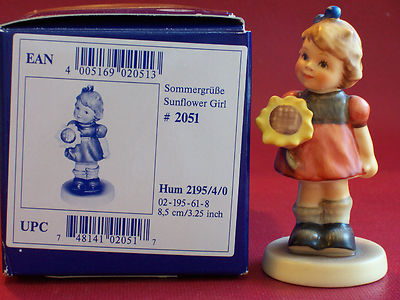 EAN
4 005169 020513
Sommergrüße
Sunflower Girl
# 2051
Hum 2195/4/0
02-195-61-8
8,5 cm/3.25 inch
UPC
7 48141 02051 7